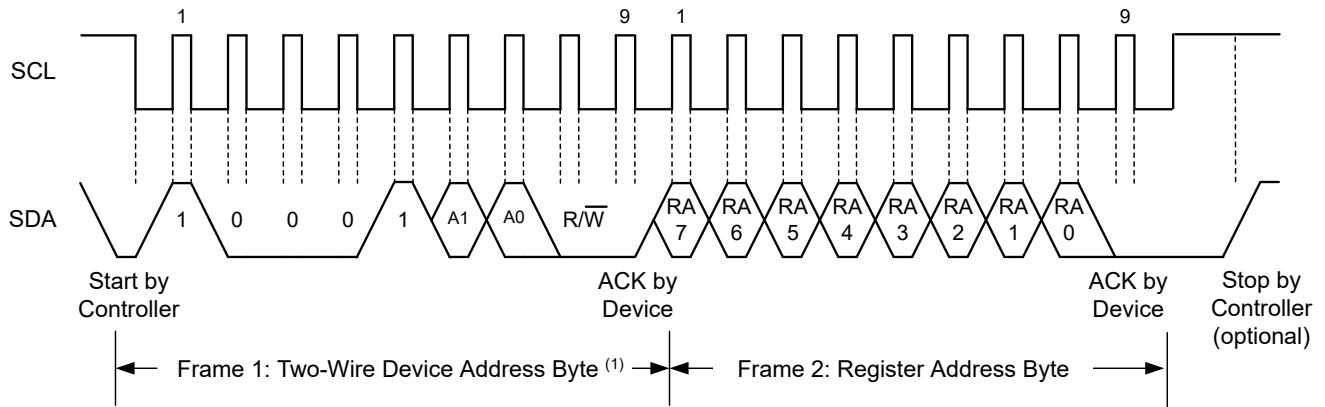 1 9 1 9
SCL
SDA
1 0 0 0 1 A1 A0 R/W̅ RA 7 RA 6 RA 5 RA 4 RA 3 RA 2 RA 1 RA 0
Start by
Controller
ACK by
Device
ACK by
Device
Stop by
Controller
(optional)
Frame 1: Two-Wire Device Address Byte (1)
Frame 2: Register Address Byte